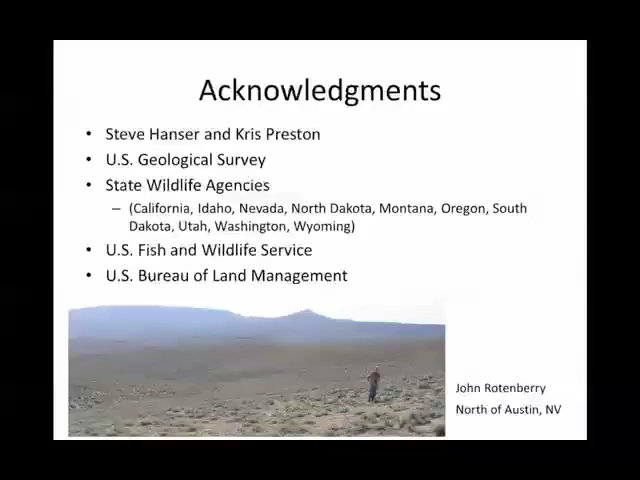 Acknowledgments
• Steve Hanser and Kris Preston
• U.S. Geological Survey
• State Wildlife Agencies
– (California, Idaho, Nevada, North Dakota, Montana, Oregon, South
Dakota, Utah, Washington, Wyoming)
• U.S. Fish and Wildlife Service
• U.S. Bureau of Land Management
John Rotenberry
North of Austin, NV